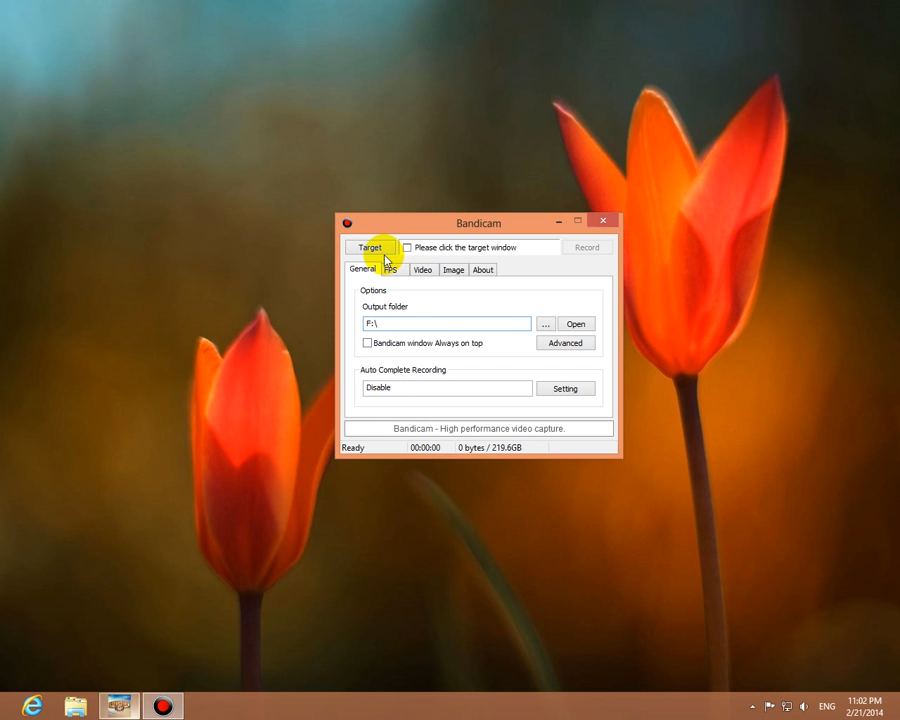 Bandicam
Target
Please click the target window
Record
General
FPS
Video
Image
About
Options
Output folder
F:\
...
Open
Bandicam window Always on top
Advanced
Auto Complete Recording
Disable
Setting
Bandicam - High performance video capture.
Ready
00:00:00
0 bytes / 219.6GB
ENG
11:02 PM
2/21/2014